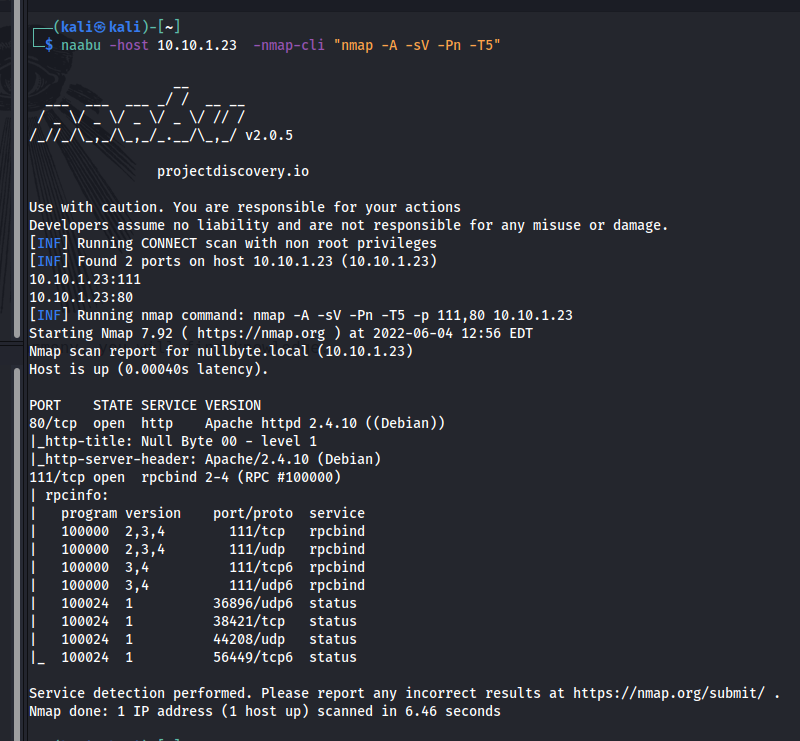 ┌──(kali㉿kali)-[~]
└─$ naabu -host 10.10.1.23  -nmap-cli "nmap -A -sV -Pn -T5"
                  __
  ___  ___  ___ _/ /  __ __
 / _ \/ _ \/ _ \/ _ \/ // /
/_//_/\_,_/\_,_/_.__/\_,_/ v2.0.5
projectdiscovery.io
Use with caution. You are responsible for your actions
Developers assume no liability and are not responsible for any misuse or damage.
[INF] Running CONNECT scan with non root privileges
[INF] Found 2 ports on host 10.10.1.23 (10.10.1.23)
10.10.1.23:111
10.10.1.23:80
[INF] Running nmap command: nmap -A -sV -Pn -T5 -p 111,80 10.10.1.23
Starting Nmap 7.92 ( https://nmap.org ) at 2022-06-04 12:56 EDT
Nmap scan report for nullbyte.local (10.10.1.23)
Host is up (0.00040s latency).
PORT    STATE SERVICE VERSION
80/tcp  open  http    Apache httpd 2.4.10 ((Debian))
|_http-title: Null Byte 00 - level 1
|_http-server-header: Apache/2.4.10 (Debian)
111/tcp open  rpcbind 2-4 (RPC #100000)
| rpcinfo:
|   program version    port/proto  service
|   100000  2,3,4        111/tcp   rpcbind
|   100000  2,3,4        111/udp   rpcbind
|   100000  3,4          111/tcp6  rpcbind
|   100000  3,4          111/udp6  rpcbind
|   100024  1          36896/udp6  status
|   100024  1          38421/tcp   status
|   100024  1          44208/udp   status
|_  100024  1          56449/tcp6  status
Service detection performed. Please report any incorrect results at https://nmap.org/submit/ .
Nmap done: 1 IP address (1 host up) scanned in 6.46 seconds